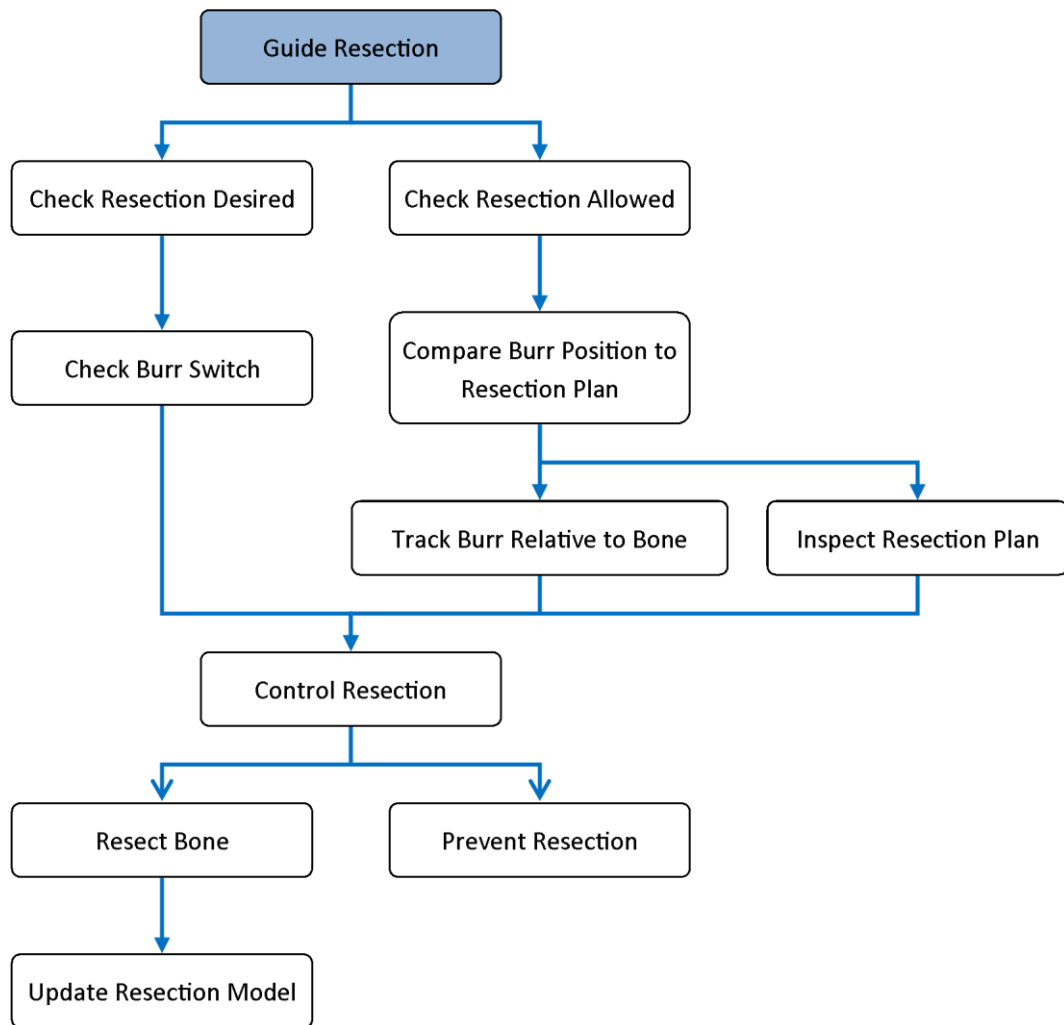 Guide Resection
Check Resection Desired
Check Resection Allowed
Check Burr Switch
Compare Burr Position to
Resection Plan
Track Burr Relative to Bone
Inspect Resection Plan
Control Resection
Resect Bone
Prevent Resection
Update Resection Model